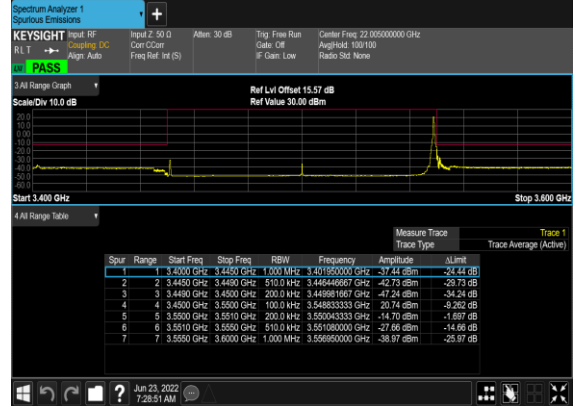 Spectrum Analyzer 1
Spurious Emissions
KEYSIGHT Input: RF Input Z: 50 Ω Atten: 30 dB Trig: Free Run Center Freq: 22.005000000 GHz
RLT Coupling: DC Corr CCorr Gate: Off Avg|Hold: 100/100
Align: Auto Freq Ref: Int (S) IF Gain: Low Radio Std: None
PASS
3 All Range Graph
Ref Lvl Offset 15.57 dB
Scale/Div 10.0 dB Ref Value 30.00 dBm
20.0
10.0
0.00
-10.0
-20.0
-30.0
-40.0
-50.0
-60.0
Start 3.400 GHz Stop 3.600 GHz
4 All Range Table
Measure Trace Trace 1
Trace Type Trace Average (Active)
Spur Range Start Freq Stop Freq RBW Frequency Amplitude ΔLimit
1 1 3.4000 GHz 3.4450 GHz 1.000 MHz 3.401950000 GHz -37.44 dBm -24.44 dB
2 2 3.4450 GHz 3.4490 GHz 510.0 kHz 3.446446667 GHz -42.73 dBm -29.73 dB
3 3 3.4490 GHz 3.4500 GHz 200.0 kHz 3.449981667 GHz -47.24 dBm -34.24 dB
4 4 3.4500 GHz 3.5500 GHz 100.0 kHz 3.548833333 GHz 20.74 dBm -9.262 dB
5 5 3.5500 GHz 3.5510 GHz 200.0 kHz 3.550043333 GHz -14.70 dBm -1.697 dB
6 6 3.5510 GHz 3.5550 GHz 510.0 kHz 3.551080000 GHz -27.66 dBm -14.66 dB
7 7 3.5550 GHz 3.6000 GHz 1.000 MHz 3.556950000 GHz -38.97 dBm -25.97 dB
Jun 23, 2022
7:28:51 AM